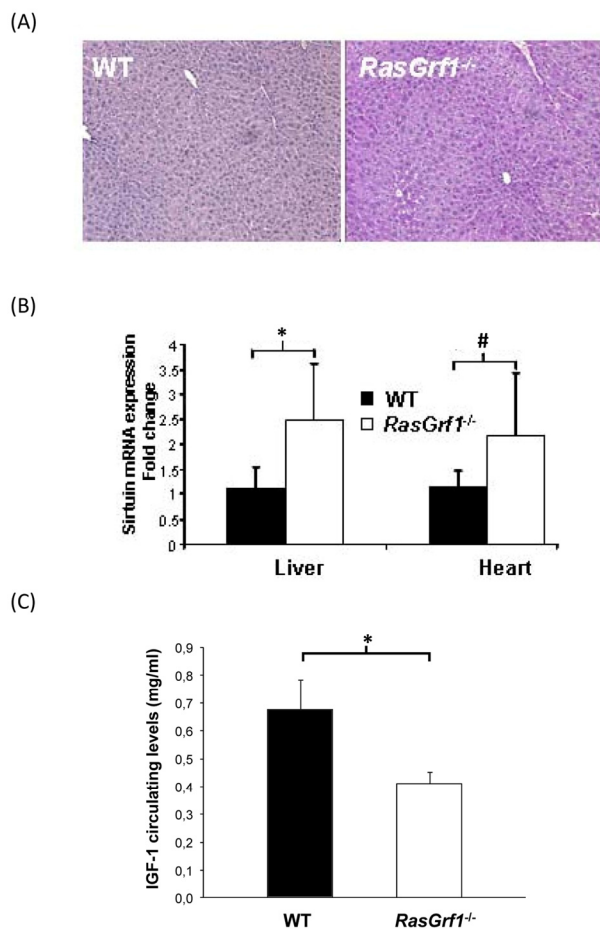 (A)
WT
RasGrf1-/-
(B)
Sirtuin mRNA expression
Fold change
4
3.5
3
2.5
2
1.5
1
0.5
0
*
#
WT
RasGrf1-/-
Liver
Heart
(C)
IGF-1 circulating levels (mg/ml)
0,9
0,8
0,7
0,6
0,5
0,4
0,3
0,2
0,1
0,0
*
WT
RasGrf1-/-